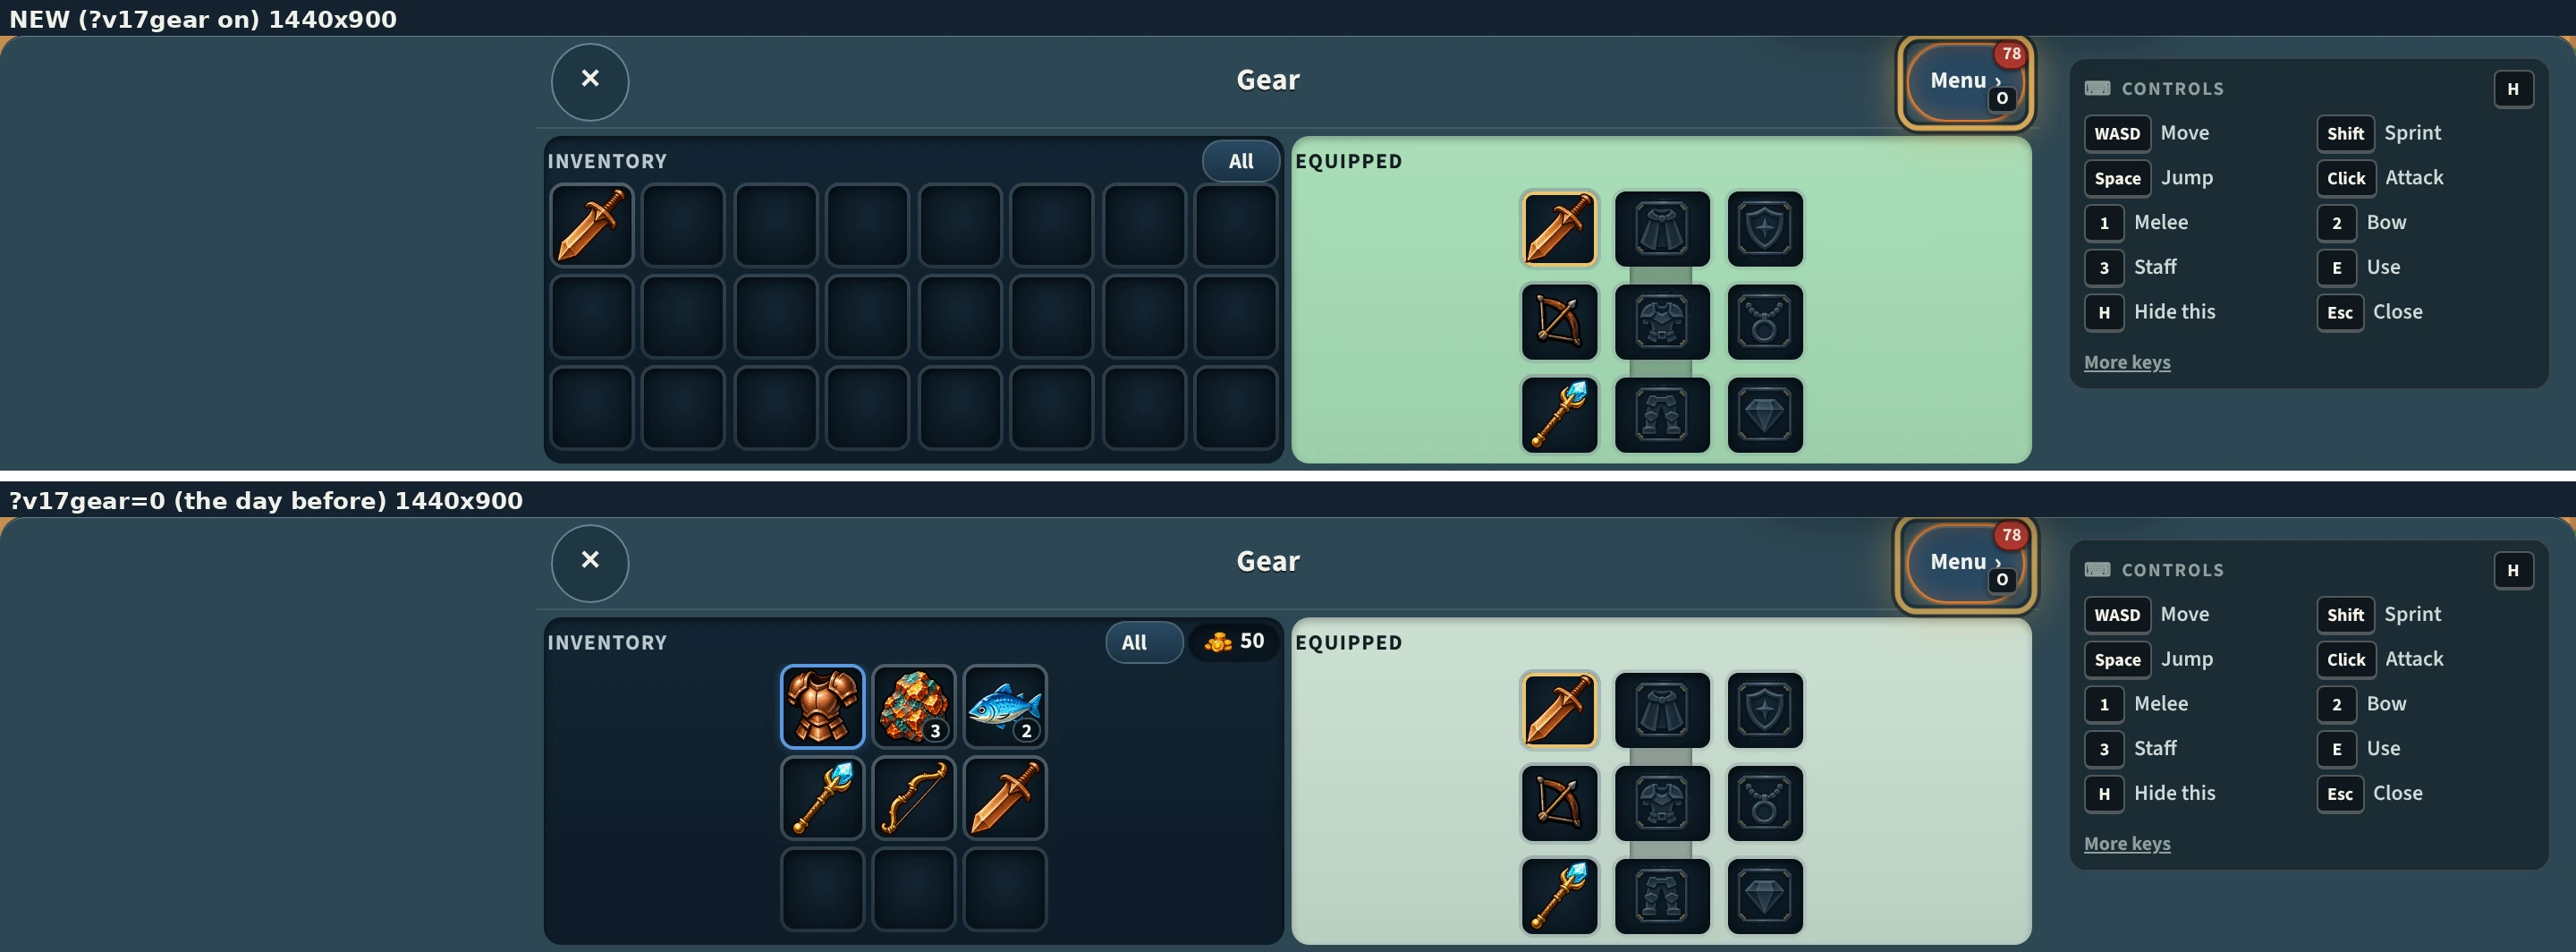 NEW (?v17gear on) 1440x900
✕ Gear Menu › 78 O
INVENTORY All
EQUIPPED
CONTROLS H
WASD Move Shift Sprint
Space Jump Click Attack
1 Melee 2 Bow
3 Staff E Use
H Hide this Esc Close
More keys
?v17gear=0 (the day before) 1440x900
✕ Gear Menu › 78 O
INVENTORY All 50
3 2
EQUIPPED
CONTROLS H
WASD Move Shift Sprint
Space Jump Click Attack
1 Melee 2 Bow
3 Staff E Use
H Hide this Esc Close
More keys